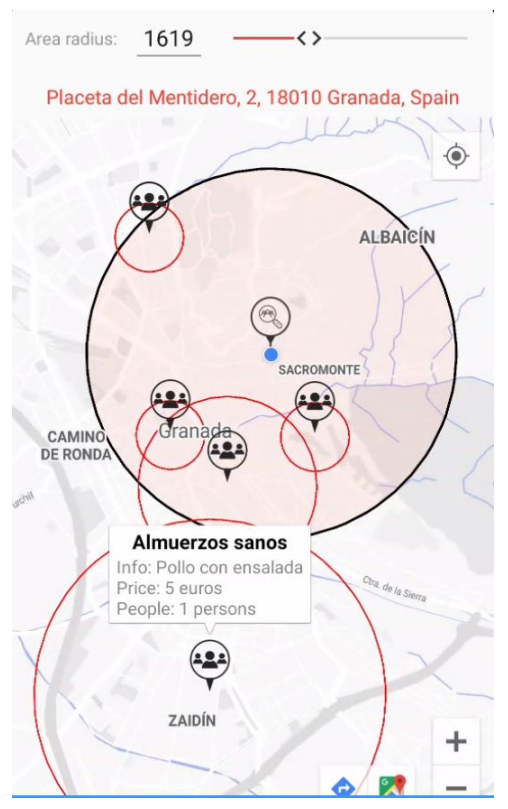 Area radius: 1619
Placeta del Mentidero, 2, 18010 Granada, Spain
ALBAICÍN
SACROMONTE
Granada
CAMINO
DE RONDA
Almuerzos sanos
Info: Pollo con ensalada
Price: 5 euros
People: 1 persons
Ctra. de la Sierra
ZAIDÍN
+
G
−